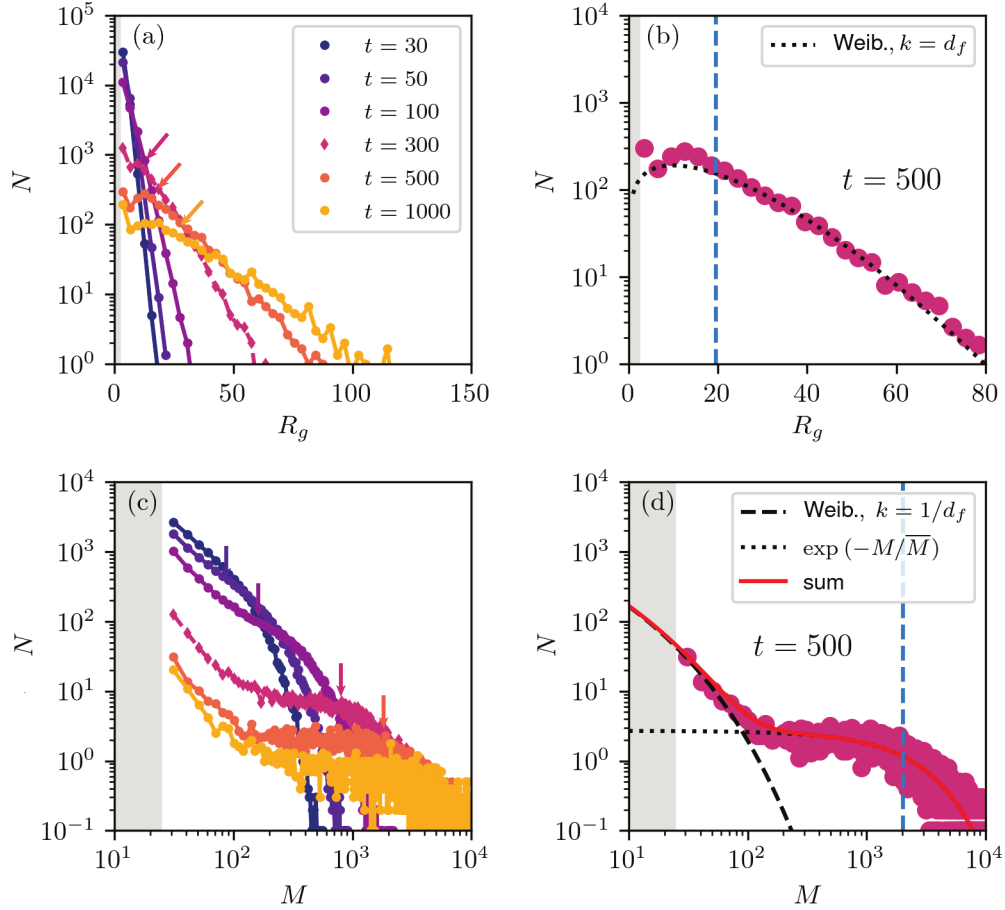 (a)
10^5
10^4
10^3
10^2
10^1
10^0
N
t = 30
t = 50
t = 100
t = 300
t = 500
t = 1000
0 50 100 150
R_g
(b)
10^4
10^3
10^2
10^1
10^0
N
Weib., k = d_f
t = 500
0 20 40 60 80
R_g
(c)
10^4
10^3
10^2
10^1
10^0
10^−1
N
10^1 10^2 10^3 10^4
M
(d)
10^4
10^3
10^2
10^1
10^0
10^−1
N
Weib., k = 1/d_f
exp (−M/M̅)
sum
t = 500
10^1 10^2 10^3 10^4
M